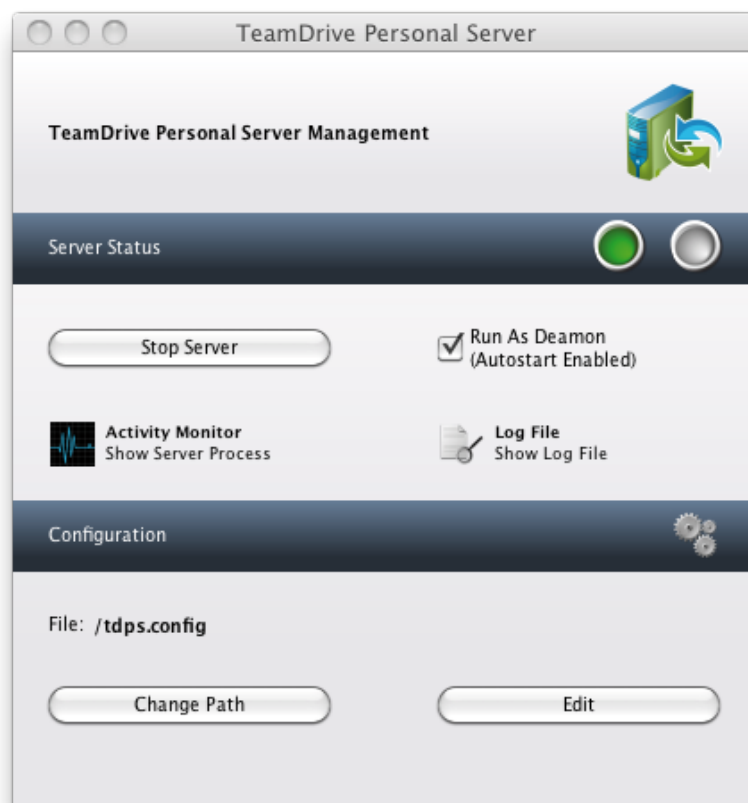 TeamDrive Personal Server
TeamDrive Personal Server Management
Server Status
Stop Server
Run As Deamon
(Autostart Enabled)
Activity Monitor
Show Server Process
Log File
Show Log File
Configuration
File: /tdps.config
Change Path
Edit